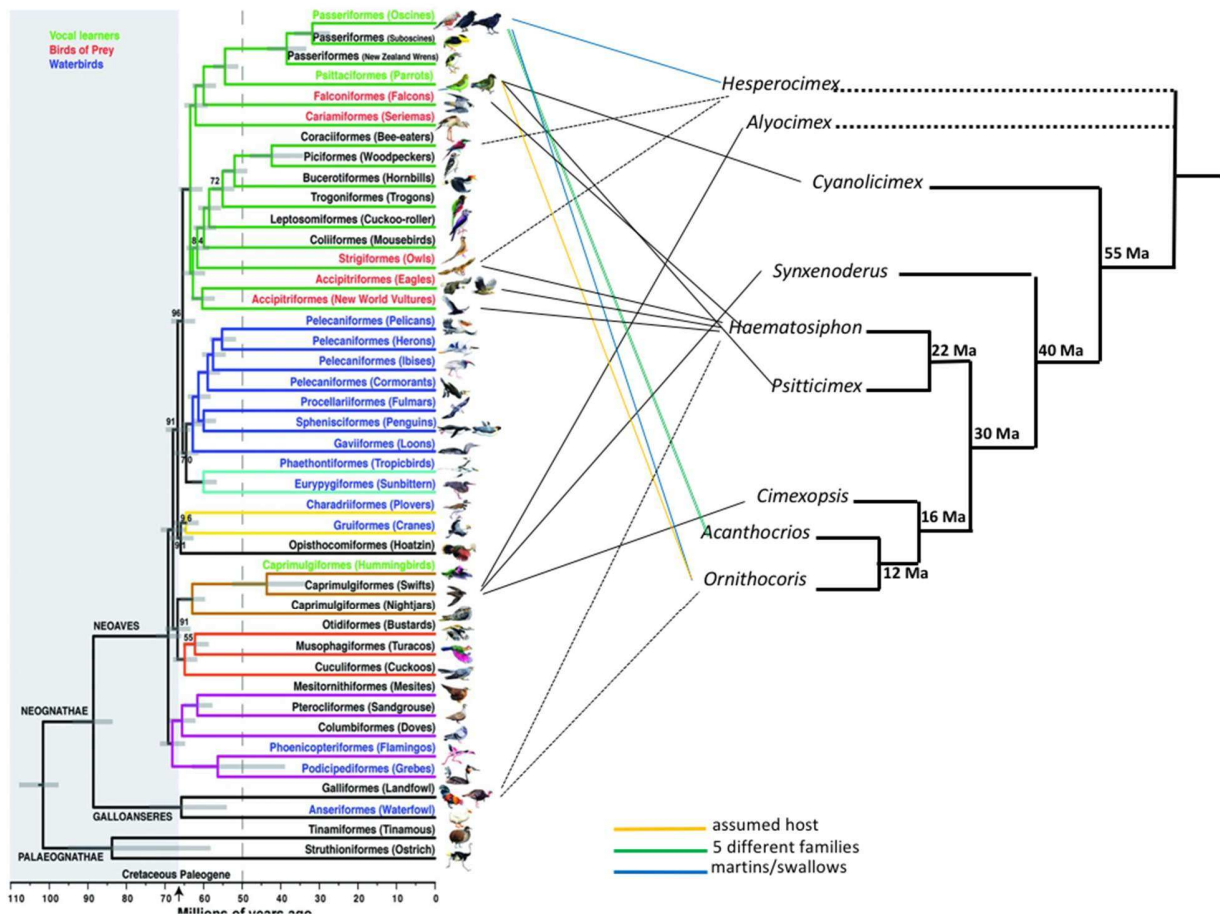 Vocal learners
Birds of Prey
Waterbirds
Passeriformes (Oscines)
Passeriformes (Suboscines)
Passeriformes (New Zealand Wrens)
Psittaciformes (Parrots)
Falconiformes (Falcons)
Cariamiformes (Seriemas)
Coraciiformes (Bee-eaters)
Piciformes (Woodpeckers)
Bucerotiformes (Hornbills)
Trogoniformes (Trogons)
Leptosomiformes (Cuckoo-roller)
Coliiformes (Mousebirds)
Strigiformes (Owls)
Accipitriformes (Eagles)
Accipitriformes (New World Vultures)
Pelecaniformes (Pelicans)
Pelecaniformes (Herons)
Pelecaniformes (Ibises)
Pelecaniformes (Cormorants)
Procellariiformes (Fulmars)
Sphenisciformes (Penguins)
Gaviiformes (Loons)
Phaethontiformes (Tropicbirds)
Eurypygiformes (Sunbittern)
Charadriiformes (Plovers)
Gruiformes (Cranes)
Opisthocomiformes (Hoatzin)
Caprimulgiformes (Hummingbirds)
Caprimulgiformes (Swifts)
Caprimulgiformes (Nightjars)
Otidiformes (Bustards)
Musophagiformes (Turacos)
Cuculiformes (Cuckoos)
Mesitornithiformes (Mesites)
Pterocliformes (Sandgrouse)
Columbiformes (Doves)
Phoenicopteriformes (Flamingos)
Podicipediformes (Grebes)
Galliformes (Landfowl)
Anseriformes (Waterfowl)
Tinamiformes (Tinamous)
Struthioniformes (Ostrich)
72
84
96
91
70
96
91
91
55
NEOAVES
NEOGNATHAE
GALLOANSERES
PALAEOGNATHAE
Cretaceous Paleogene
110 100 90 80 70 60 50 40 30 20 10 0
Millions of years ago
Hesperocimex
Alyocimex
Cyanolicimex
Synxenoderus
Haematosiphon
Psitticimex
Cimexopsis
Acanthocrios
Ornithocoris
55 Ma
40 Ma
22 Ma
30 Ma
16 Ma
12 Ma
assumed host
5 different families
martins/swallows